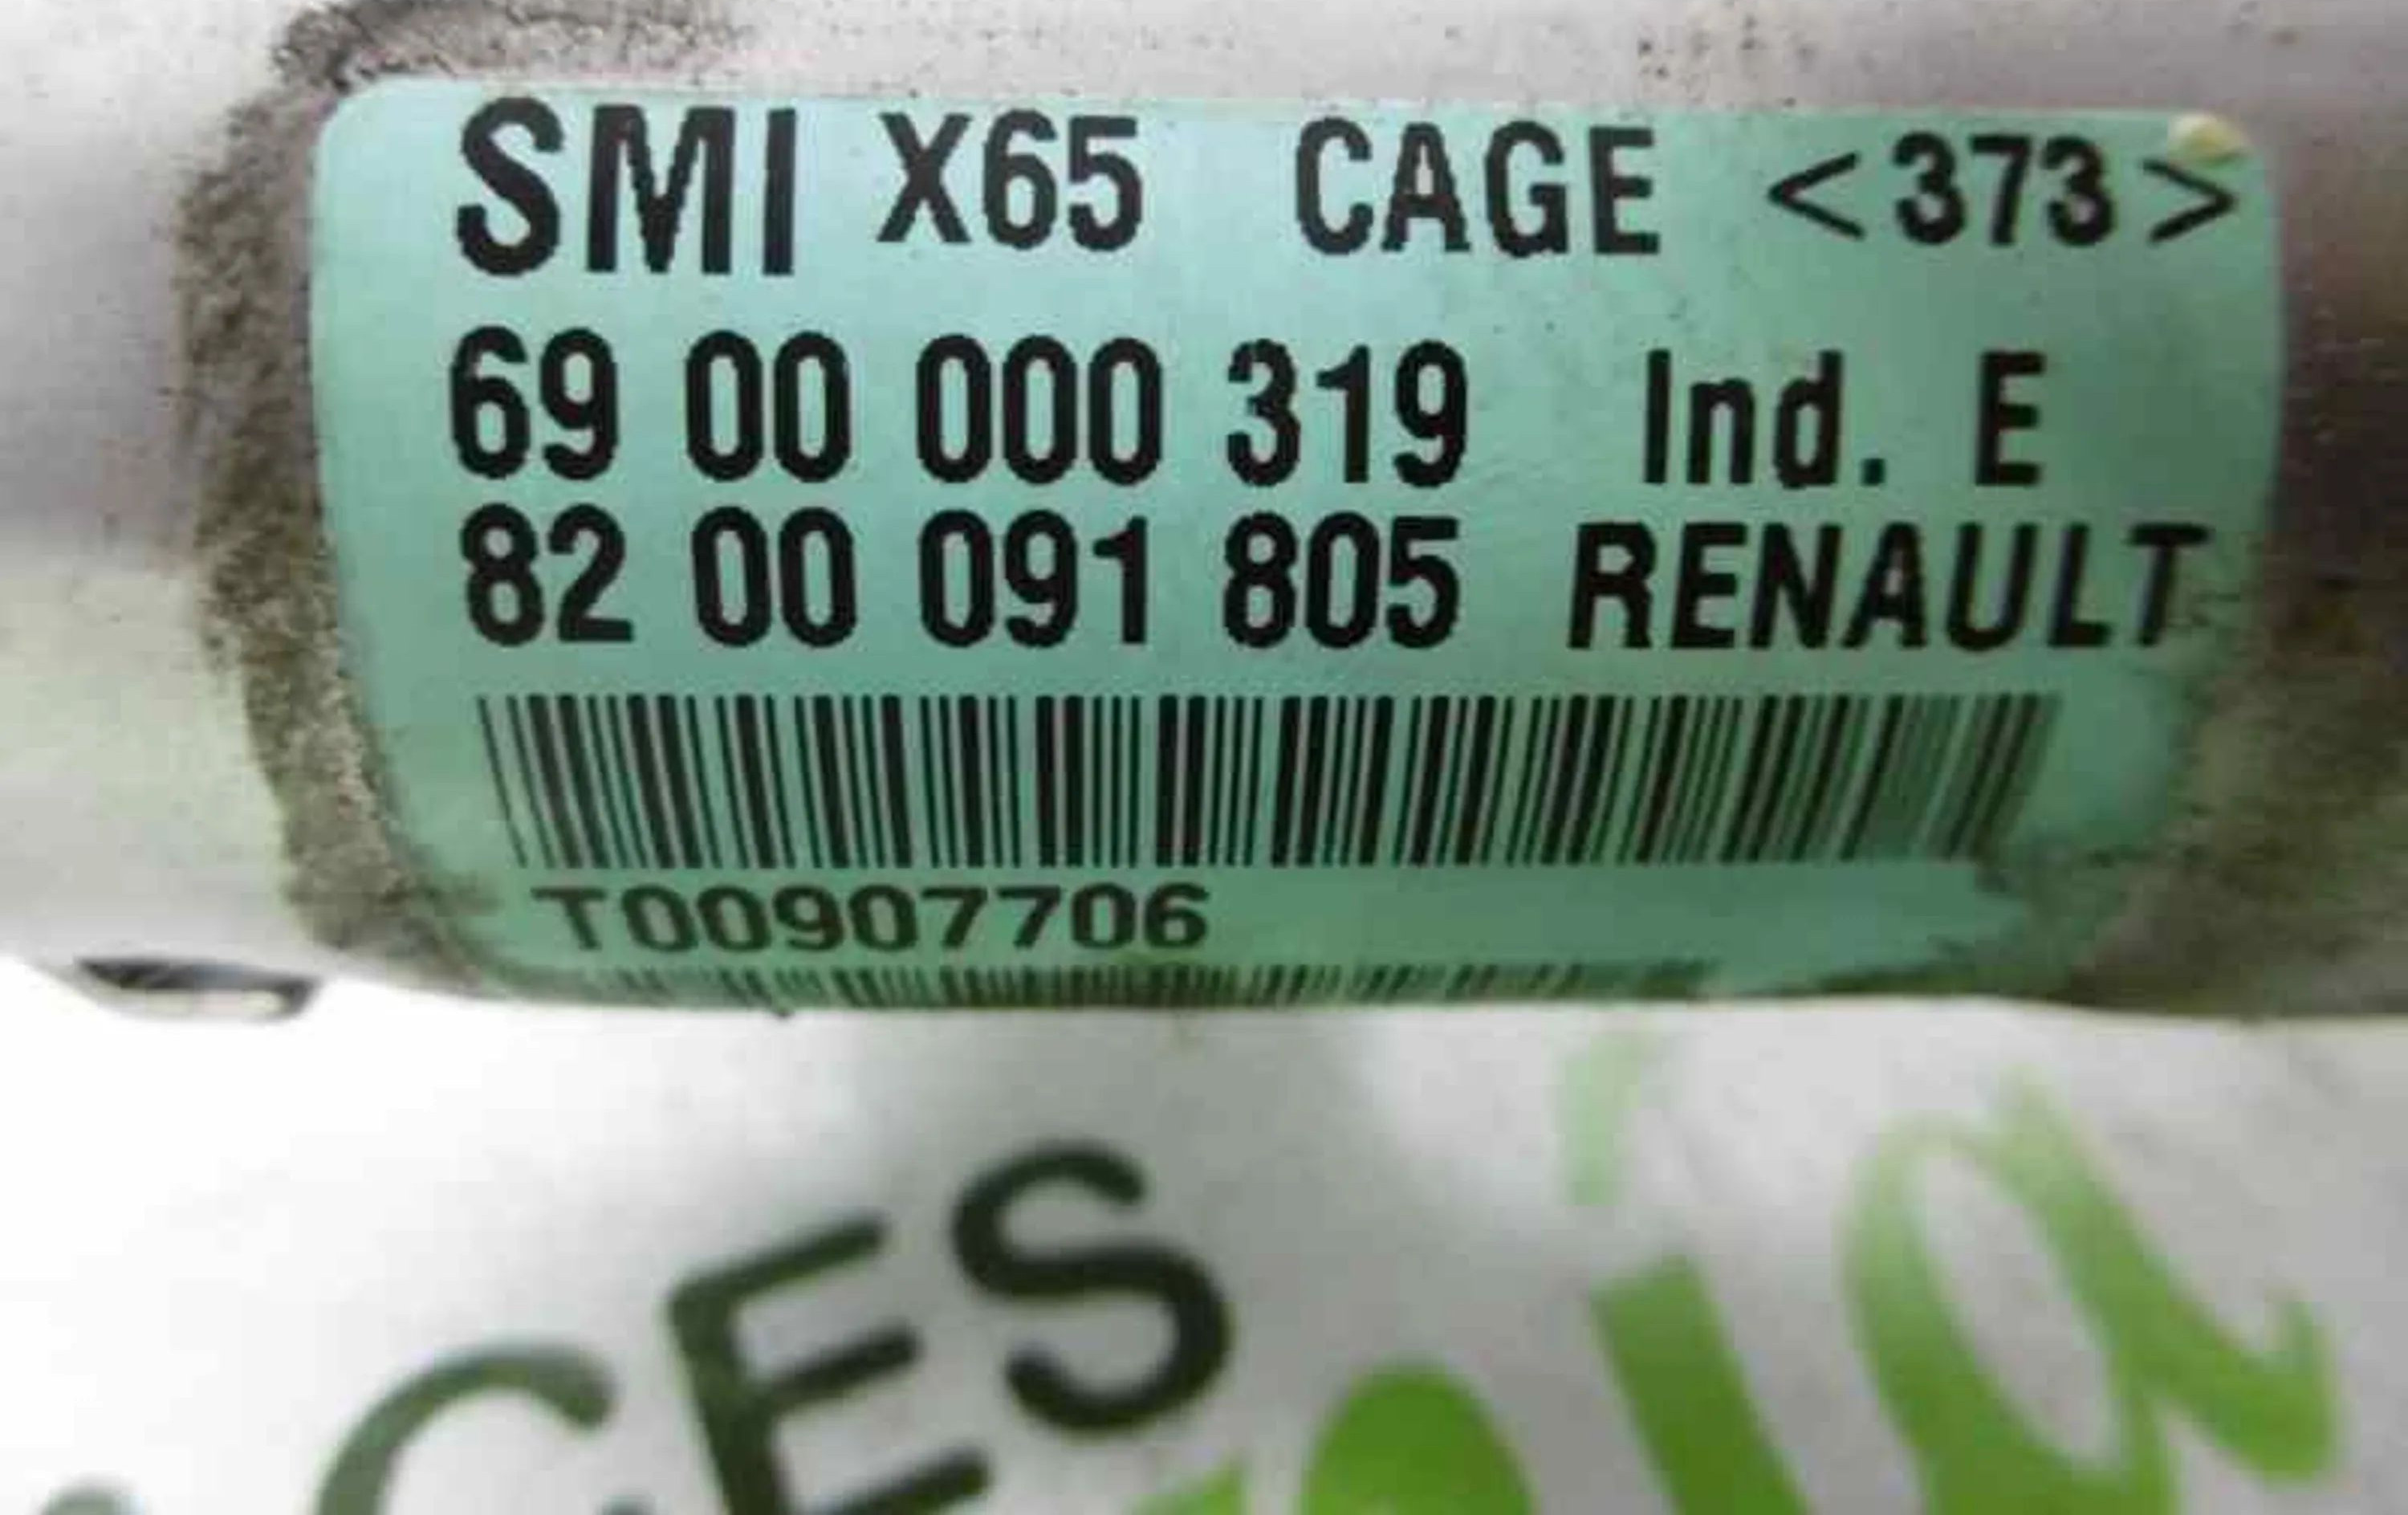 SMI X65 CAGE <373>
69 00 000 319 Ind. E
82 00 091 805 RENAULT
T00907706
CES